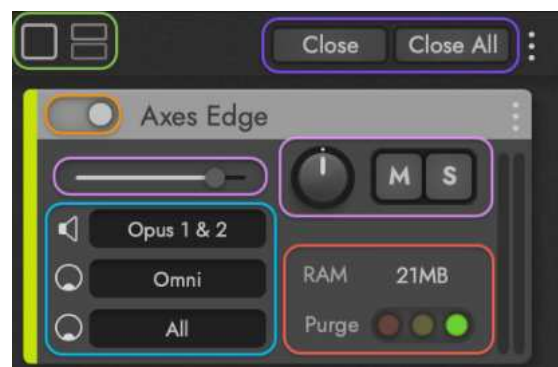 Close Close All
Axes Edge
M S
Opus 1 & 2
Omni
RAM 21MB
All
Purge